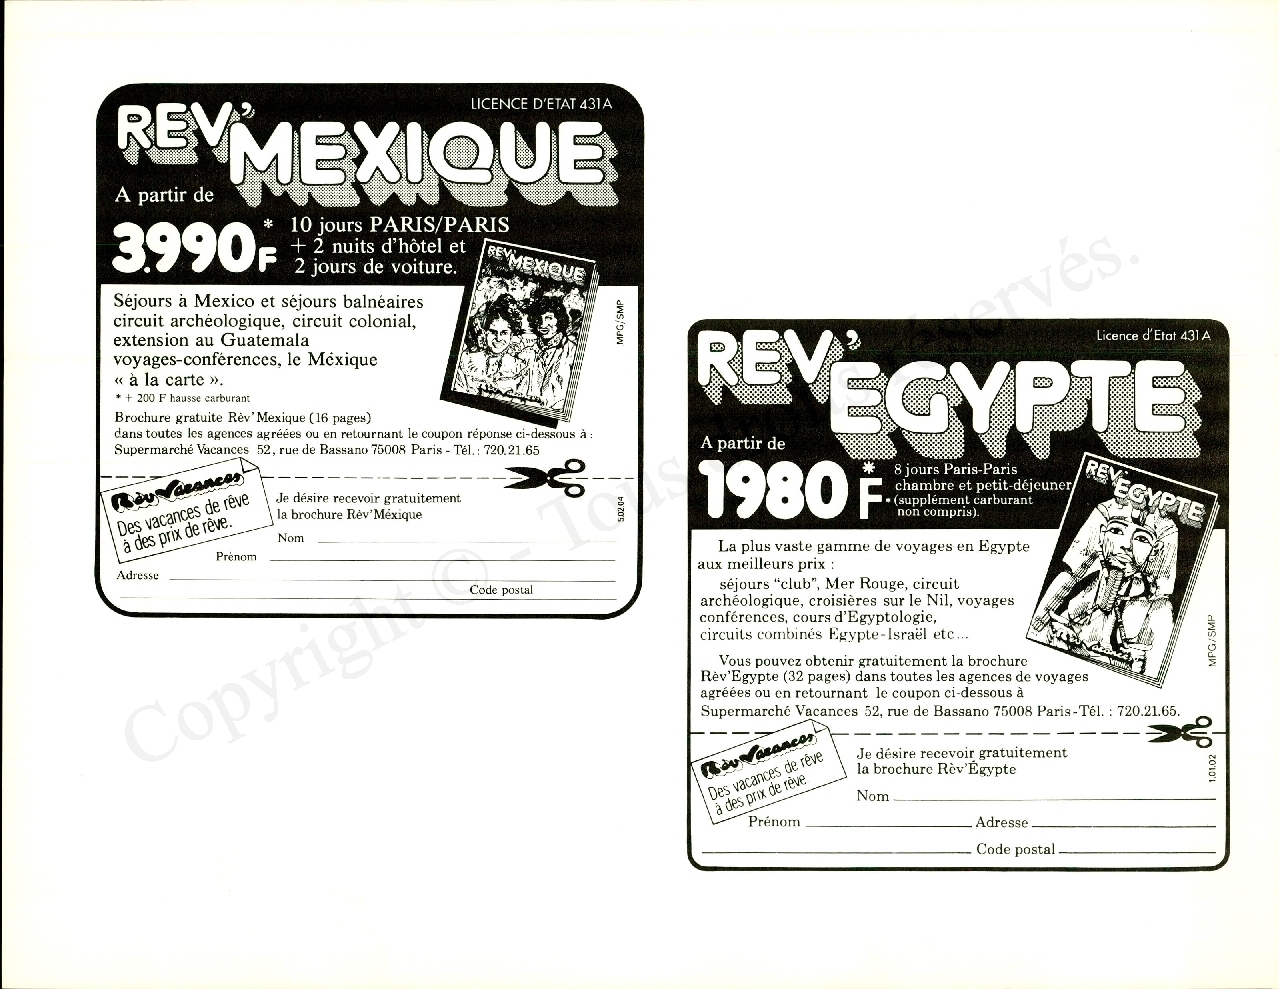 LICENCE D'ETAT 431 A
REV'
MEXIQUE
A partir de
3.990F
* 10 jours PARIS/PARIS
+ 2 nuits d'hôtel et
2 jours de voiture.
REV'
MEXIQUE
Séjours à Mexico et séjours balnéaires
circuit archéologique, circuit colonial,
extension au Guatemala
voyages-conférences, le Méxique
« à la carte ».
* + 200 F hausse carburant
MPG/SMP
Brochure gratuite Rèv'Mexique (16 pages)
dans toutes les agences agréées ou en retournant le coupon réponse ci-dessous à :
Supermarché Vacances 52, rue de Bassano 75008 Paris - Tél. : 720.21.65
Rèv Vacances
Des vacances de rêve
à des prix de rêve.
Je désire recevoir gratuitement
la brochure Rèv'Méxique
5.02.04
Nom
Prénom
Adresse
Code postal
Licence d'Etat 431 A
REV'
EGYPTE
A partir de
1980 F.
* 8 jours Paris-Paris
chambre et petit-déjeuner
(supplément carburant
non compris).
REV'
EGYPTE
La plus vaste gamme de voyages en Egypte
aux meilleurs prix :
séjours "club", Mer Rouge, circuit
archéologique, croisières sur le Nil, voyages
conférences, cours d'Egyptologie,
circuits combinés Egypte-Israël etc...
MPG/SMP
Vous pouvez obtenir gratuitement la brochure
Rèv'Egypte (32 pages) dans toutes les agences de voyages
agréées ou en retournant le coupon ci-dessous à
Supermarché Vacances 52, rue de Bassano 75008 Paris-Tél. : 720.21.65.
Rèv Vacances
Des vacances de rêve
à des prix de rêve
Je désire recevoir gratuitement
la brochure Rèv'Égypte
1.01.02
Nom
Prénom Adresse
Code postal
Copyright © - Tous droits réservés.